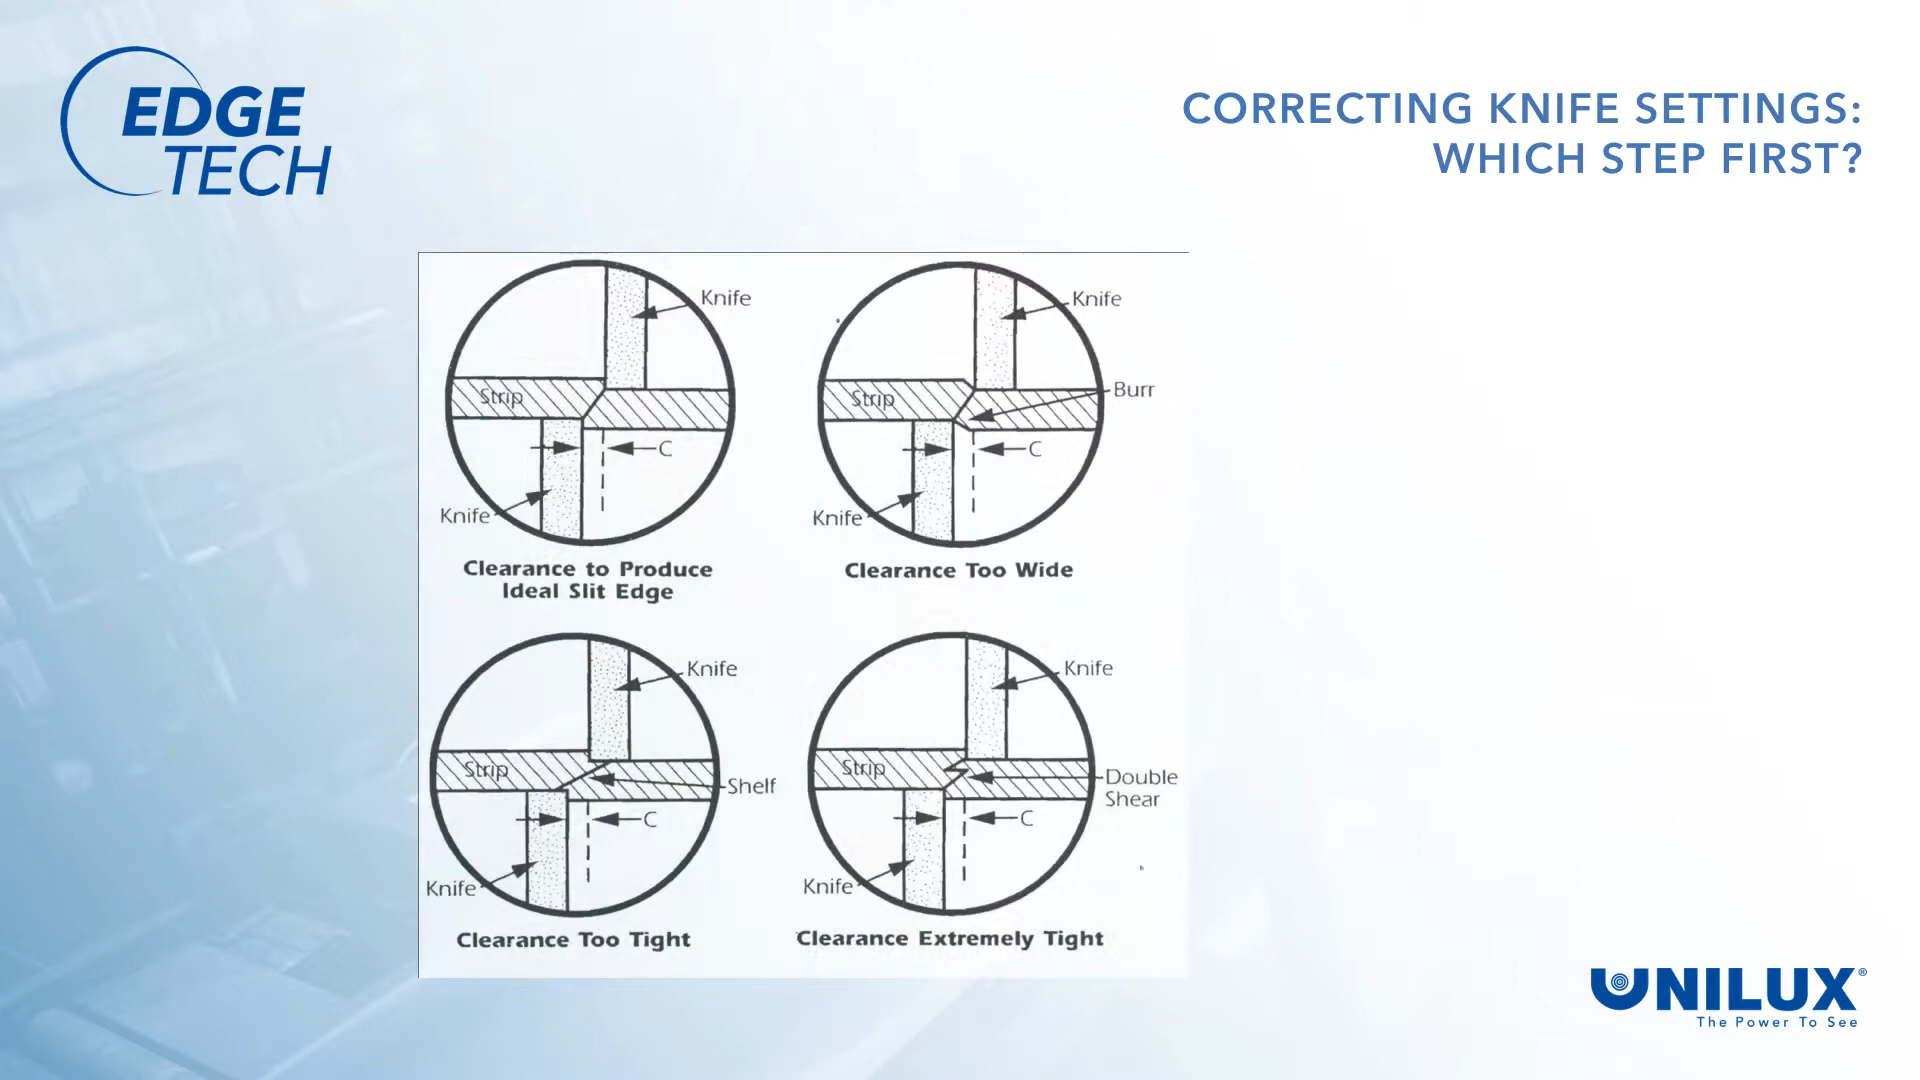 EDGE
TECH
CORRECTING KNIFE SETTINGS:
WHICH STEP FIRST?
Knife
Strip
C
Knife
Clearance to Produce
Ideal Slit Edge
Knife
Burr
Strip
C
Knife
Clearance Too Wide
Knife
Strip
Shelf
C
Knife
Clearance Too Tight
Knife
Strip
Double
Shear
C
Knife
Clearance Extremely Tight
UNILUX®
The Power To See